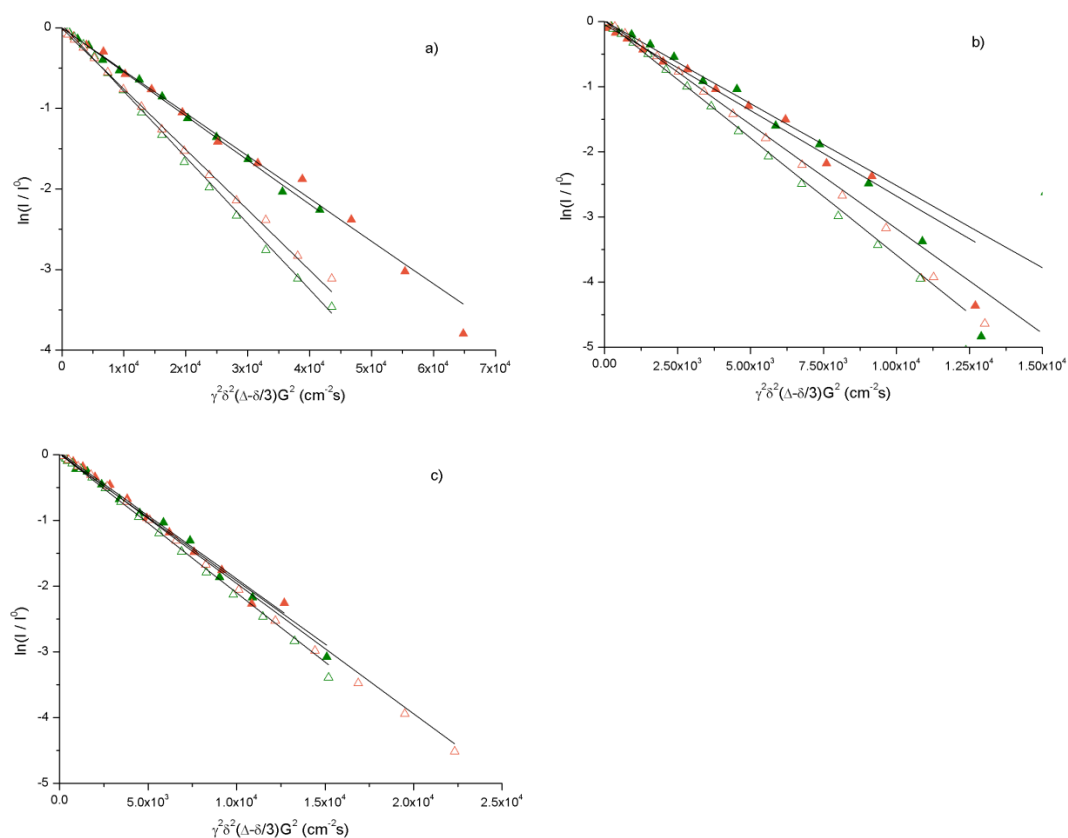 a)
0
-1
-2
-3
-4
ln(I / I⁰)
0 1x10⁴ 2x10⁴ 3x10⁴ 4x10⁴ 5x10⁴ 6x10⁴ 7x10⁴
γ²δ²(Δ-δ/3)G² (cm⁻²s)
b)
0
-1
-2
-3
-4
-5
ln(I / I⁰)
0.00 2.50x10³ 5.00x10³ 7.50x10³ 1.00x10⁴ 1.25x10⁴ 1.50x10⁴
γ²δ²(Δ-δ/3)G² (cm⁻²s)
c)
0
-1
-2
-3
-4
-5
ln(I / I⁰)
0.0 5.0x10³ 1.0x10⁴ 1.5x10⁴ 2.0x10⁴ 2.5x10⁴
γ²δ²(Δ-δ/3)G² (cm⁻²s)